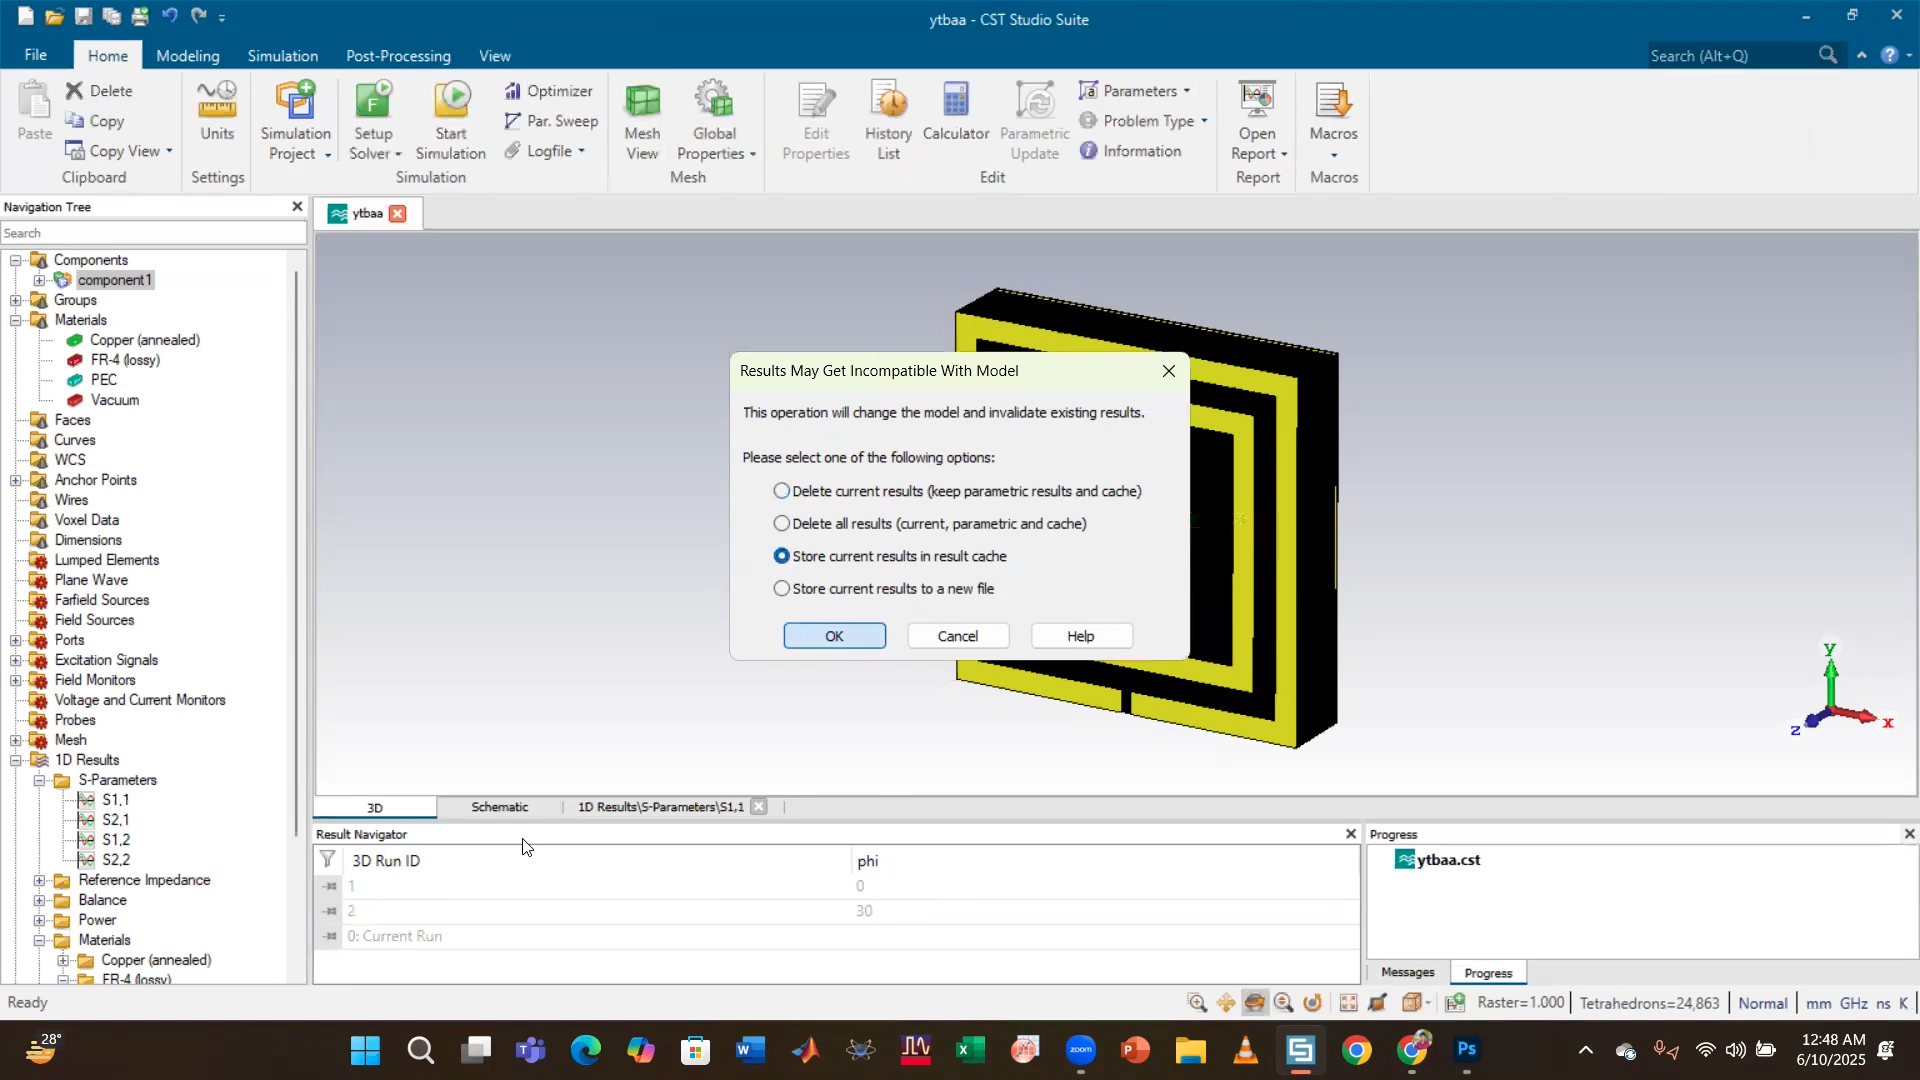 ytbaa - CST Studio Suite
File
Home
Modeling
Simulation
Post-Processing
View
Search (Alt+Q)
Paste
Delete
Copy
Copy View
Clipboard
Units
Settings
Simulation
Project
Setup
Solver
Start
Simulation
Optimizer
Par. Sweep
Logfile
Simulation
Mesh
View
Global
Properties
Mesh
Edit
Properties
History
List
Calculator
Parametric
Update
Parameters
Problem Type
Information
Edit
Open
Report
Report
Macros
Macros
Navigation Tree
Search
Components
component1
Groups
Materials
Copper (annealed)
FR-4 (lossy)
PEC
Vacuum
Faces
Curves
WCS
Anchor Points
Wires
Voxel Data
Dimensions
Lumped Elements
Plane Wave
Farfield Sources
Field Sources
Ports
Excitation Signals
Field Monitors
Voltage and Current Monitors
Probes
Mesh
1D Results
S-Parameters
S1,1
S2,1
S1,2
S2,2
Reference Impedance
Balance
Power
Materials
Copper (annealed)
FR-4 (lossy)
ytbaa
Results May Get Incompatible With Model
This operation will change the model and invalidate existing results.
Please select one of the following options:
Delete current results (keep parametric results and cache)
Delete all results (current, parametric and cache)
Store current results in result cache
Store current results to a new file
OK
Cancel
Help
y
x
z
3D
Schematic
1D Results\S-Parameters\S1,1
Result Navigator
3D Run ID
phi
1
0
2
30
0: Current Run
Progress
ytbaa.cst
Messages
Progress
Ready
Raster=1.000
Tetrahedrons=24,863
Normal
mm GHz ns K
28°
zoom
12:48 AM
6/10/2025